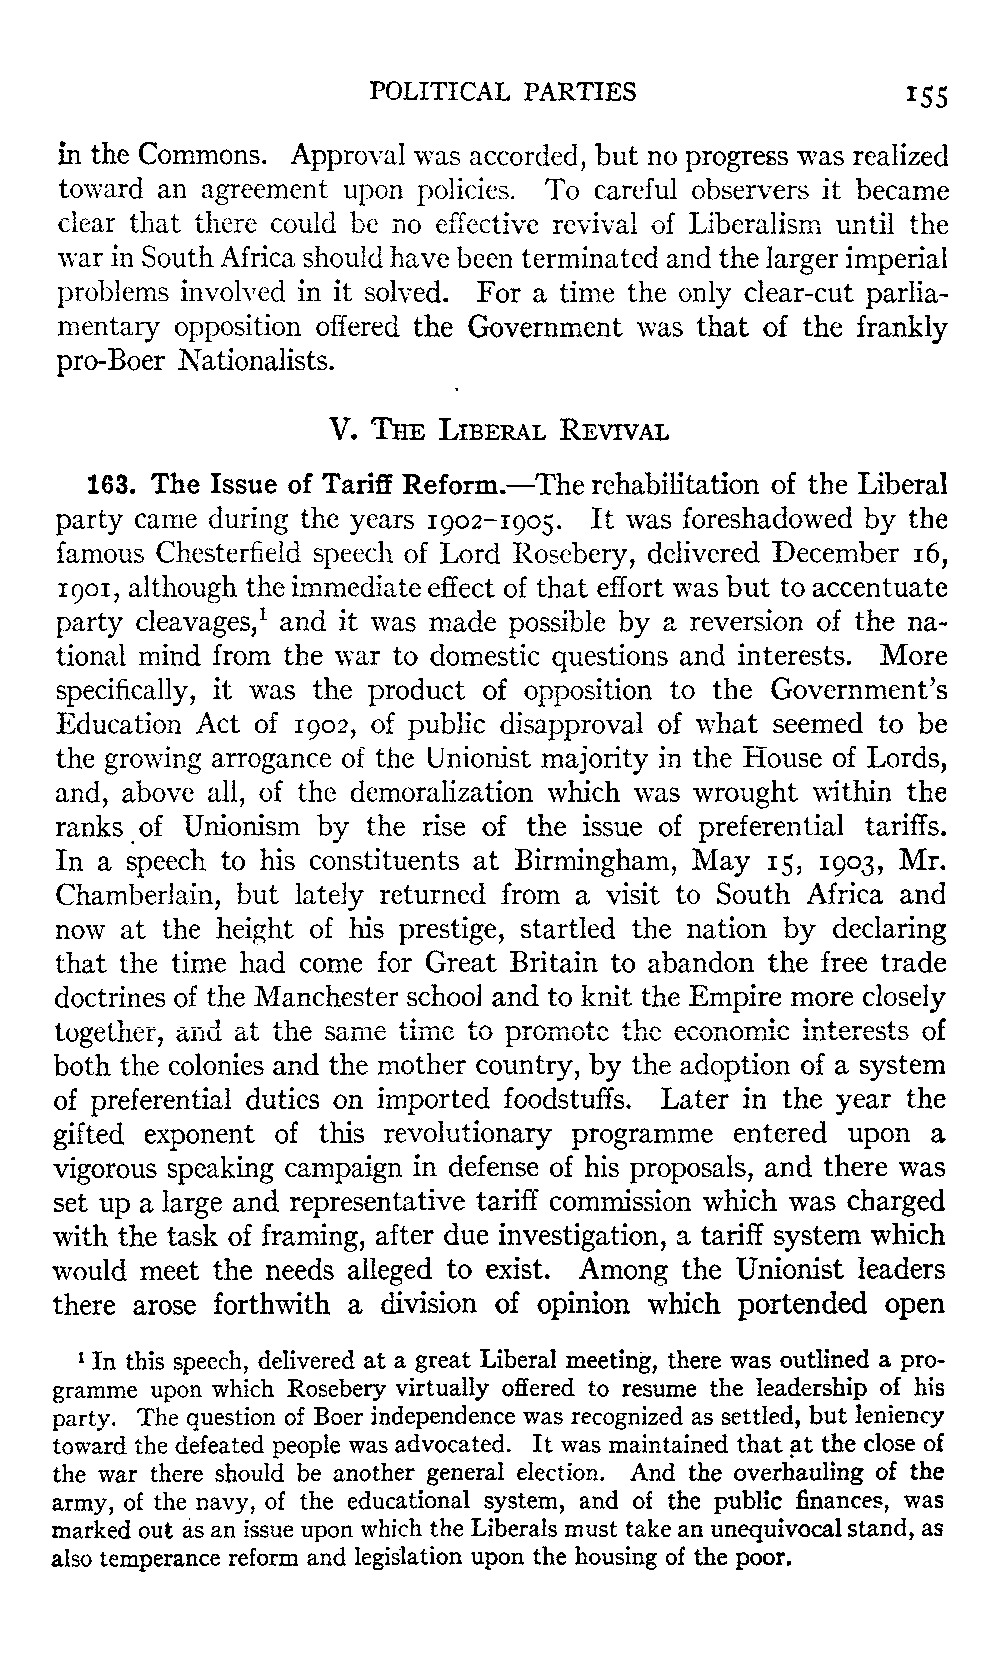 POLITICAL PARTIES 155
in the Commons. Approval was accorded, but no progress was realized
toward an agreement upon policies. To careful observers it became
clear that there could be no effective revival of Liberalism until the
war in South Africa should have been terminated and the larger imperial
problems involved in it solved. For a time the only clear-cut parlia-
mentary opposition offered the Government was that of the frankly
pro-Boer Nationalists.
V. THE LIBERAL REVIVAL
163. The Issue of Tariff Reform.—The rehabilitation of the Liberal
party came during the years 1902–1905. It was foreshadowed by the
famous Chesterfield speech of Lord Rosebery, delivered December 16,
1901, although the immediate effect of that effort was but to accentuate
party cleavages,¹ and it was made possible by a reversion of the na-
tional mind from the war to domestic questions and interests. More
specifically, it was the product of opposition to the Government's
Education Act of 1902, of public disapproval of what seemed to be
the growing arrogance of the Unionist majority in the House of Lords,
and, above all, of the demoralization which was wrought within the
ranks of Unionism by the rise of the issue of preferential tariffs.
In a speech to his constituents at Birmingham, May 15, 1903, Mr.
Chamberlain, but lately returned from a visit to South Africa and
now at the height of his prestige, startled the nation by declaring
that the time had come for Great Britain to abandon the free trade
doctrines of the Manchester school and to knit the Empire more closely
together, and at the same time to promote the economic interests of
both the colonies and the mother country, by the adoption of a system
of preferential duties on imported foodstuffs. Later in the year the
gifted exponent of this revolutionary programme entered upon a
vigorous speaking campaign in defense of his proposals, and there was
set up a large and representative tariff commission which was charged
with the task of framing, after due investigation, a tariff system which
would meet the needs alleged to exist. Among the Unionist leaders
there arose forthwith a division of opinion which portended open
¹ In this speech, delivered at a great Liberal meeting, there was outlined a pro-
gramme upon which Rosebery virtually offered to resume the leadership of his
party. The question of Boer independence was recognized as settled, but leniency
toward the defeated people was advocated. It was maintained that at the close of
the war there should be another general election. And the overhauling of the
army, of the navy, of the educational system, and of the public finances, was
marked out as an issue upon which the Liberals must take an unequivocal stand, as
also temperance reform and legislation upon the housing of the poor.